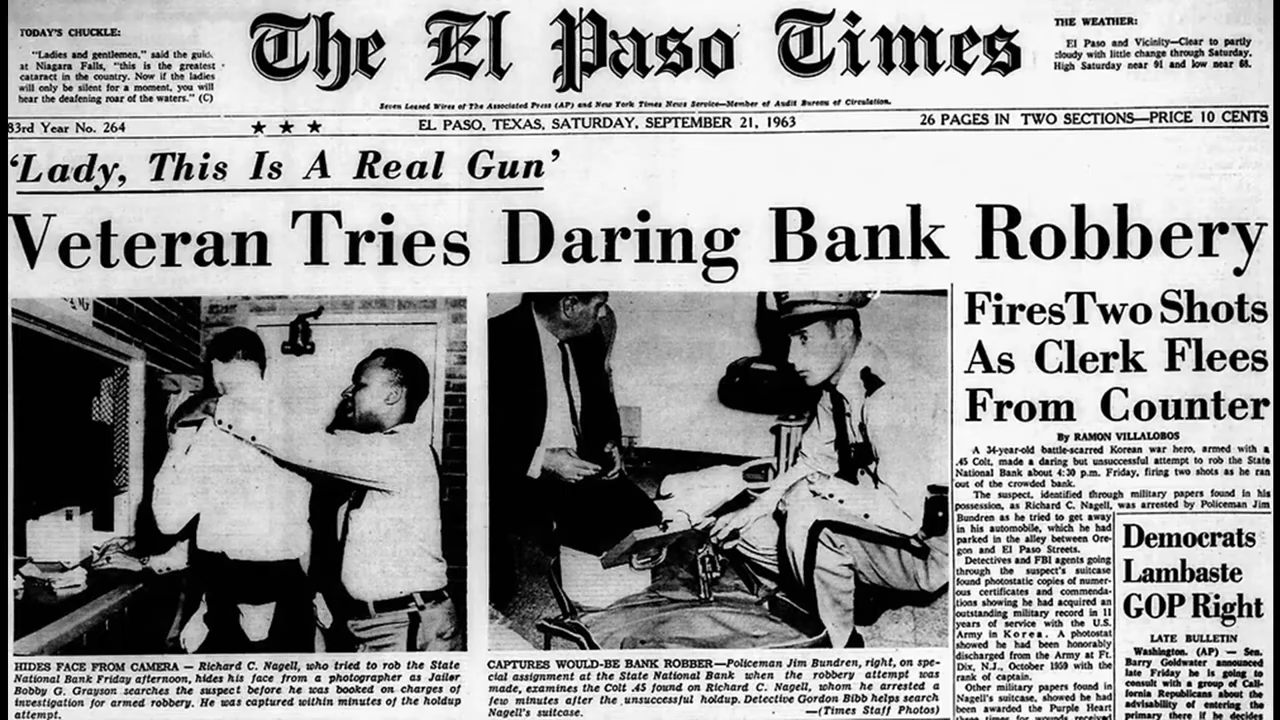 TODAY'S CHUCKLE:
"Ladies and gentlemen," said the guide
at Niagara Falls, "this is the greatest
cataract in the country. Now if the ladies
will only be silent for a moment, you will
hear the deafening roar of the waters." (C)
The El Paso Times
THE WEATHER:
El Paso and Vicinity—Clear to partly
cloudy with little change through Saturday.
High Saturday near 91 and low near 68.
Seven Leased Wires of The Associated Press (AP) and New York Times News Service—Member of Audit Bureau of Circulation.
83rd Year No. 264
★ ★ ★
EL PASO, TEXAS, SATURDAY, SEPTEMBER 21, 1963
26 PAGES IN TWO SECTIONS—PRICE 10 CENTS
'Lady, This Is A Real Gun'
Veteran Tries Daring Bank Robbery
HIDES FACE FROM CAMERA — Richard C. Nagell, who tried to rob the State
National Bank Friday afternoon, hides his face from a photographer as Jailer
Bobby G. Grayson searches the suspect before he was booked on charges of
investigation for armed robbery. He was captured within minutes of the holdup
attempt.
CAPTURES WOULD-BE BANK ROBBER—Policeman Jim Bundren, right, on spe-
cial assignment at the State National Bank when the robbery attempt was
made, examines the Colt .45 found on Richard C. Nagell, whom he arrested a
few minutes after the unsuccessful holdup. Detective Gordon Bibb helps search
Nagell's suitcase. —(Times Staff Photos)
Fires Two Shots
As Clerk Flees
From Counter
By RAMON VILLALOBOS
A 34-year-old battle-scarred Korean war hero, armed with a
.45 Colt, made a daring but unsuccessful attempt to rob the State
National Bank about 4:30 p.m. Friday, firing two shots as he ran
out of the crowded bank.
The suspect, identified through military papers found in his
possession, as Richard C. Nagell, was arrested by Policeman Jim
Bundren as he tried to get away
in his automobile, which he had
parked in the alley between Ore-
gon and El Paso Streets.
Detectives and FBI agents going
through the suspect's suitcase
found photostatic copies of numer-
ous certificates and commenda-
tions showing he had acquired an
outstanding military record in 11
years of service with the U.S.
Army in Korea. A photostat
showed he had been honorably
discharged from the Army at Ft.
Dix, N.J., October 1959 with the
rank of captain.
Other military papers found in
Nagell's suitcase, showed he had
been awarded the Purple Heart
three times for wounds received
Democrats
Lambaste
GOP Right
LATE BULLETIN
Washington. (AP) — Sen.
Barry Goldwater announced
late Friday he is going to
consult with a group of Cali-
fornia Republicans about the
advisability of entering the
primary there if he decides